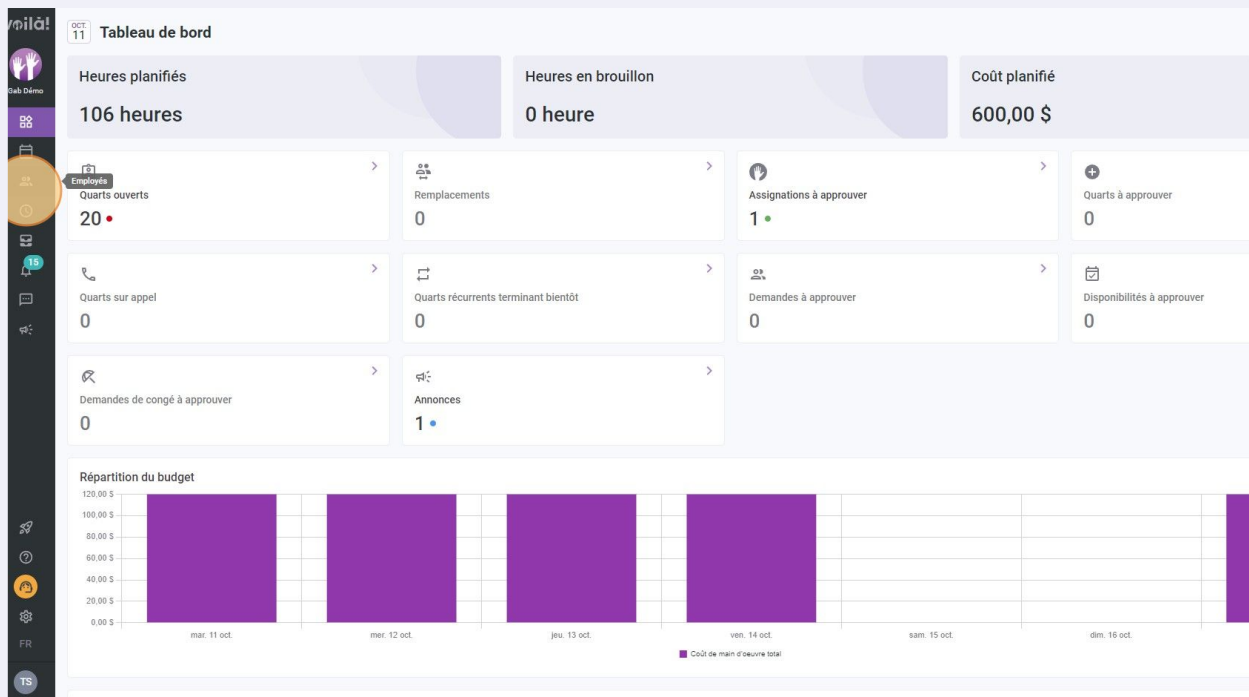 voilà!
OCT.
11
Tableau de bord
Gab Démo
Heures planifiés
106 heures
Heures en brouillon
0 heure
Coût planifié
600,00 $
Employés
Quarts ouverts
20
Remplacements
0
Assignations à approuver
1
Quarts à approuver
0
15
Quarts sur appel
0
Quarts récurrents terminant bientôt
0
Demandes à approuver
0
Disponibilités à approuver
0
Demandes de congé à approuver
0
Annonces
1
Répartition du budget
120,00 $
100,00 $
80,00 $
60,00 $
40,00 $
20,00 $
0,00 $
mar. 11 oct.
mer. 12 oct.
jeu. 13 oct.
ven. 14 oct.
sam. 15 oct.
dim. 16 oct.
Coût de main d'oeuvre total
FR
TS